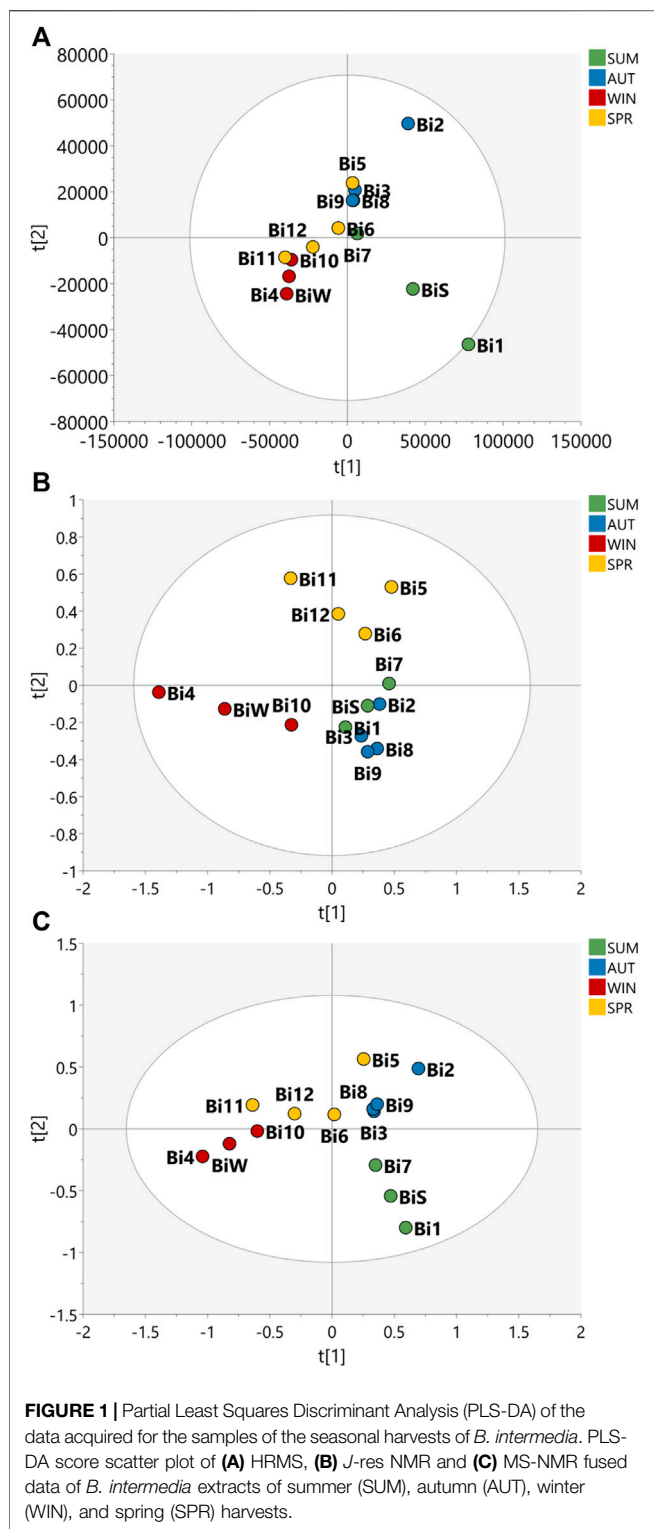 A
SUM
AUT
WIN
SPR
80000
60000
40000
20000
0
-20000
-40000
-60000
-80000
t[2]
Bi2
Bi5
Bi3
Bi9 Bi8
Bi12 Bi6
Bi11 Bi10 Bi7
Bi4 BiW BiS
Bi1
-150000 -100000 -50000 0 50000 100000 150000
t[1]
B
SUM
AUT
WIN
SPR
1
0.8
0.6
0.4
0.2
0
-0.2
-0.4
-0.6
-0.8
-1
t[2]
Bi11 Bi5
Bi12
Bi6
Bi7
Bi4
BiW Bi10 BiS Bi2
Bi3 Bi1
Bi8
Bi9
-2 -1.5 -1 -0.5 0 0.5 1 1.5 2
t[1]
C
SUM
AUT
WIN
SPR
1.5
1
0.5
0
-0.5
-1
-1.5
t[2]
Bi5 Bi2
Bi11 Bi12 Bi8 Bi9
Bi10 Bi6 Bi3
Bi4 BiW Bi7
BiS
Bi1
-2 -1.5 -1 -0.5 0 0.5 1 1.5 2
t[1]
FIGURE 1 | Partial Least Squares Discriminant Analysis (PLS-DA) of the
data acquired for the samples of the seasonal harvests of B. intermedia. PLS-
DA score scatter plot of (A) HRMS, (B) J-res NMR and (C) MS-NMR fused
data of B. intermedia extracts of summer (SUM), autumn (AUT), winter
(WIN), and spring (SPR) harvests.